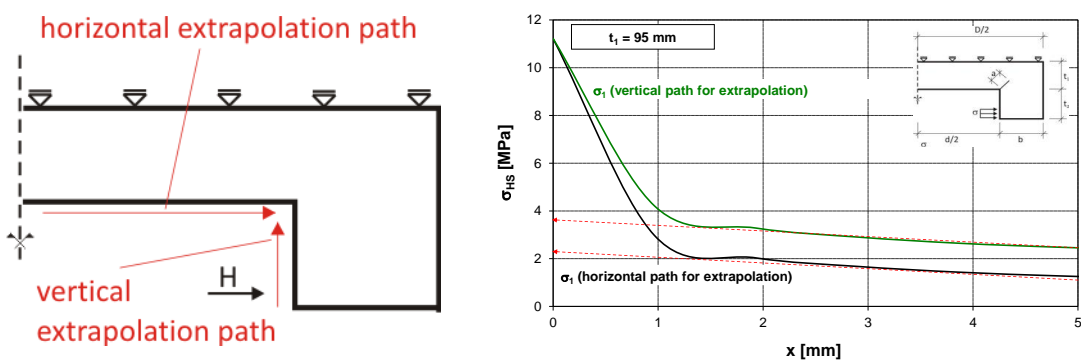 horizontal extrapolation path
H
vertical
extrapolation path
12
10
8
6
4
2
0
σHS [MPa]
t1 = 95 mm
σ1 (vertical path for extrapolation)
σ1 (horizontal path for extrapolation)
D/2
a
t1
t2
σ
d/2
b
σ
0
1
2
3
4
5
x [mm]